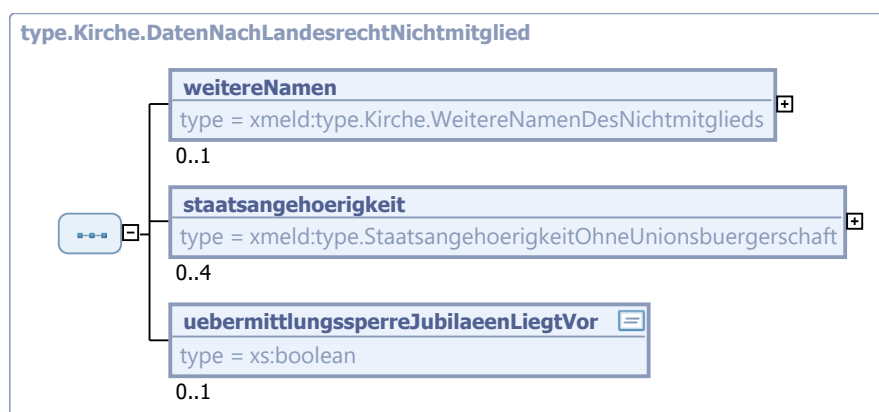 type.Kirche.DatenNachLandesrechtNichtmitglied
weitereNamen
type = xmeld:type.Kirche.WeitereNamenDesNichtmitglieds
0..1
staatsangehoerigkeit
type = xmeld:type.StaatsangehoerigkeitOhneUnionsbuergerschaft
0..4
uebermittlungssperreJubilaeenLiegtVor
type = xs:boolean
0..1